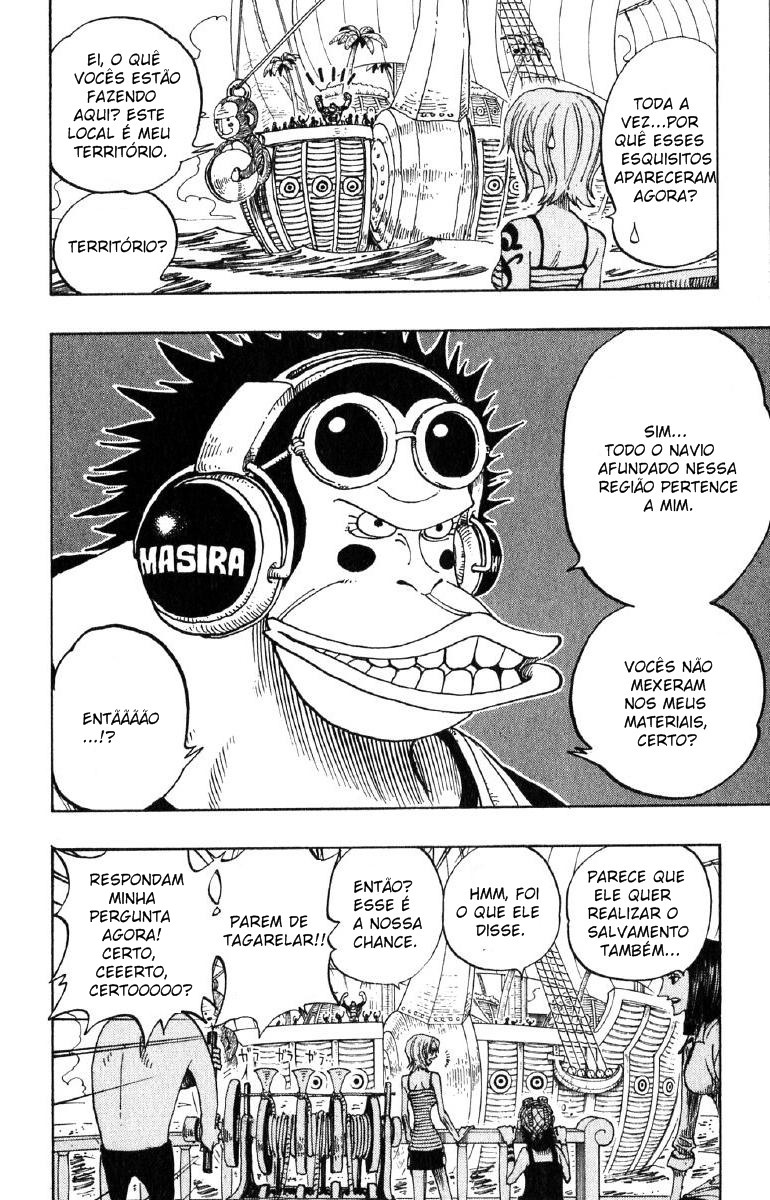 TODA A
VEZ...POR
QUÊ ESSES
ESQUISITOS
APARECERAM
AGORA?
EI, O QUÊ
VOCÊS ESTÃO
FAZENDO
AQUI? ESTE
LOCAL É MEU
TERRITÓRIO.
TERRITÓRIO?
SIM...
TODO O NAVIO
AFUNDADO NESSA
REGIÃO PERTENCE
A MIM.
MASIRA
M
VOCÊS NÃO
MEXERAM
NOS MEUS
MATERIAIS,
CERTO?
ENTÃÃÃÃO
...!?
PARECE QUE
ELE QUER
REALIZAR O
SALVAMENTO
TAMBÉM...
HMM, FOI
O QUE ELE
DISSE.
ENTÃO?
ESSE É
A NOSSA
CHANCE.
PAREM DE
TAGARELAR!!
RESPONDAM
MINHA
PERGUNTA
AGORA!
CERTO,
CEEERTO,
CERTOOOOO?